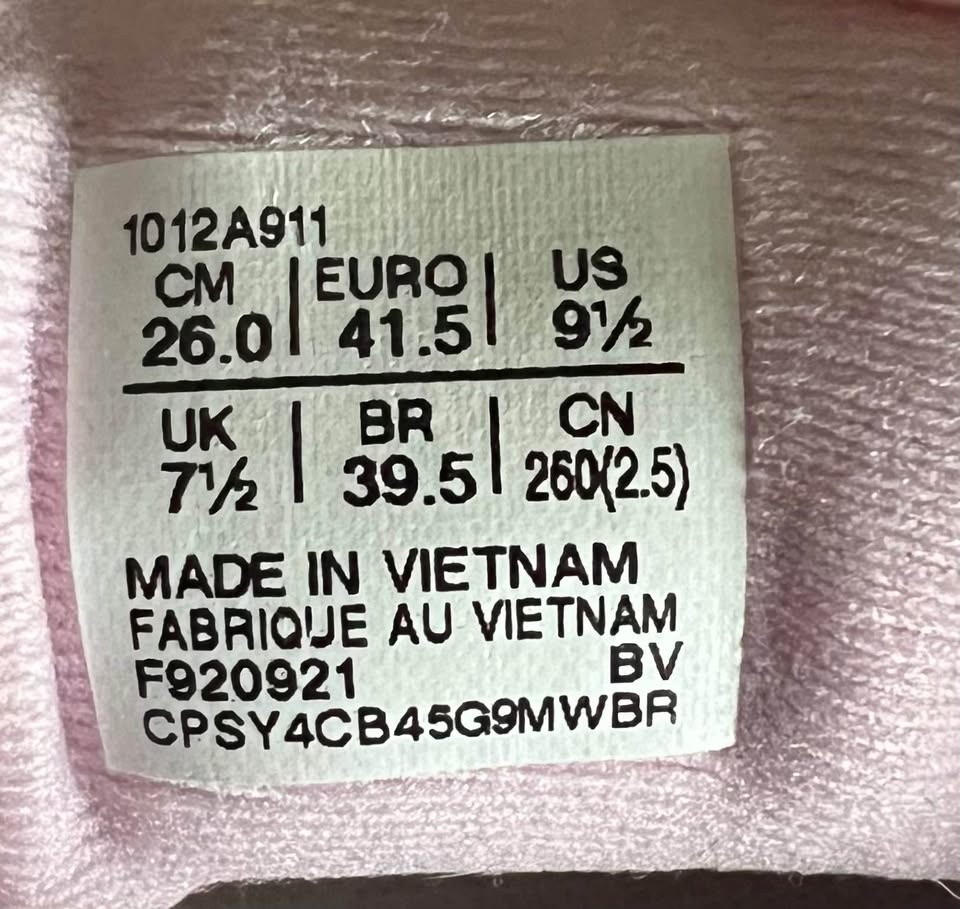 1012A911
CM | EURO | US
26.0 | 41.5 | 9½
UK | BR | CN
7½ | 39.5 | 260(2.5)
MADE IN VIETNAM
FABRIQUE AU VIETNAM
F920921 BV
CPSY4CB45G9MWBR